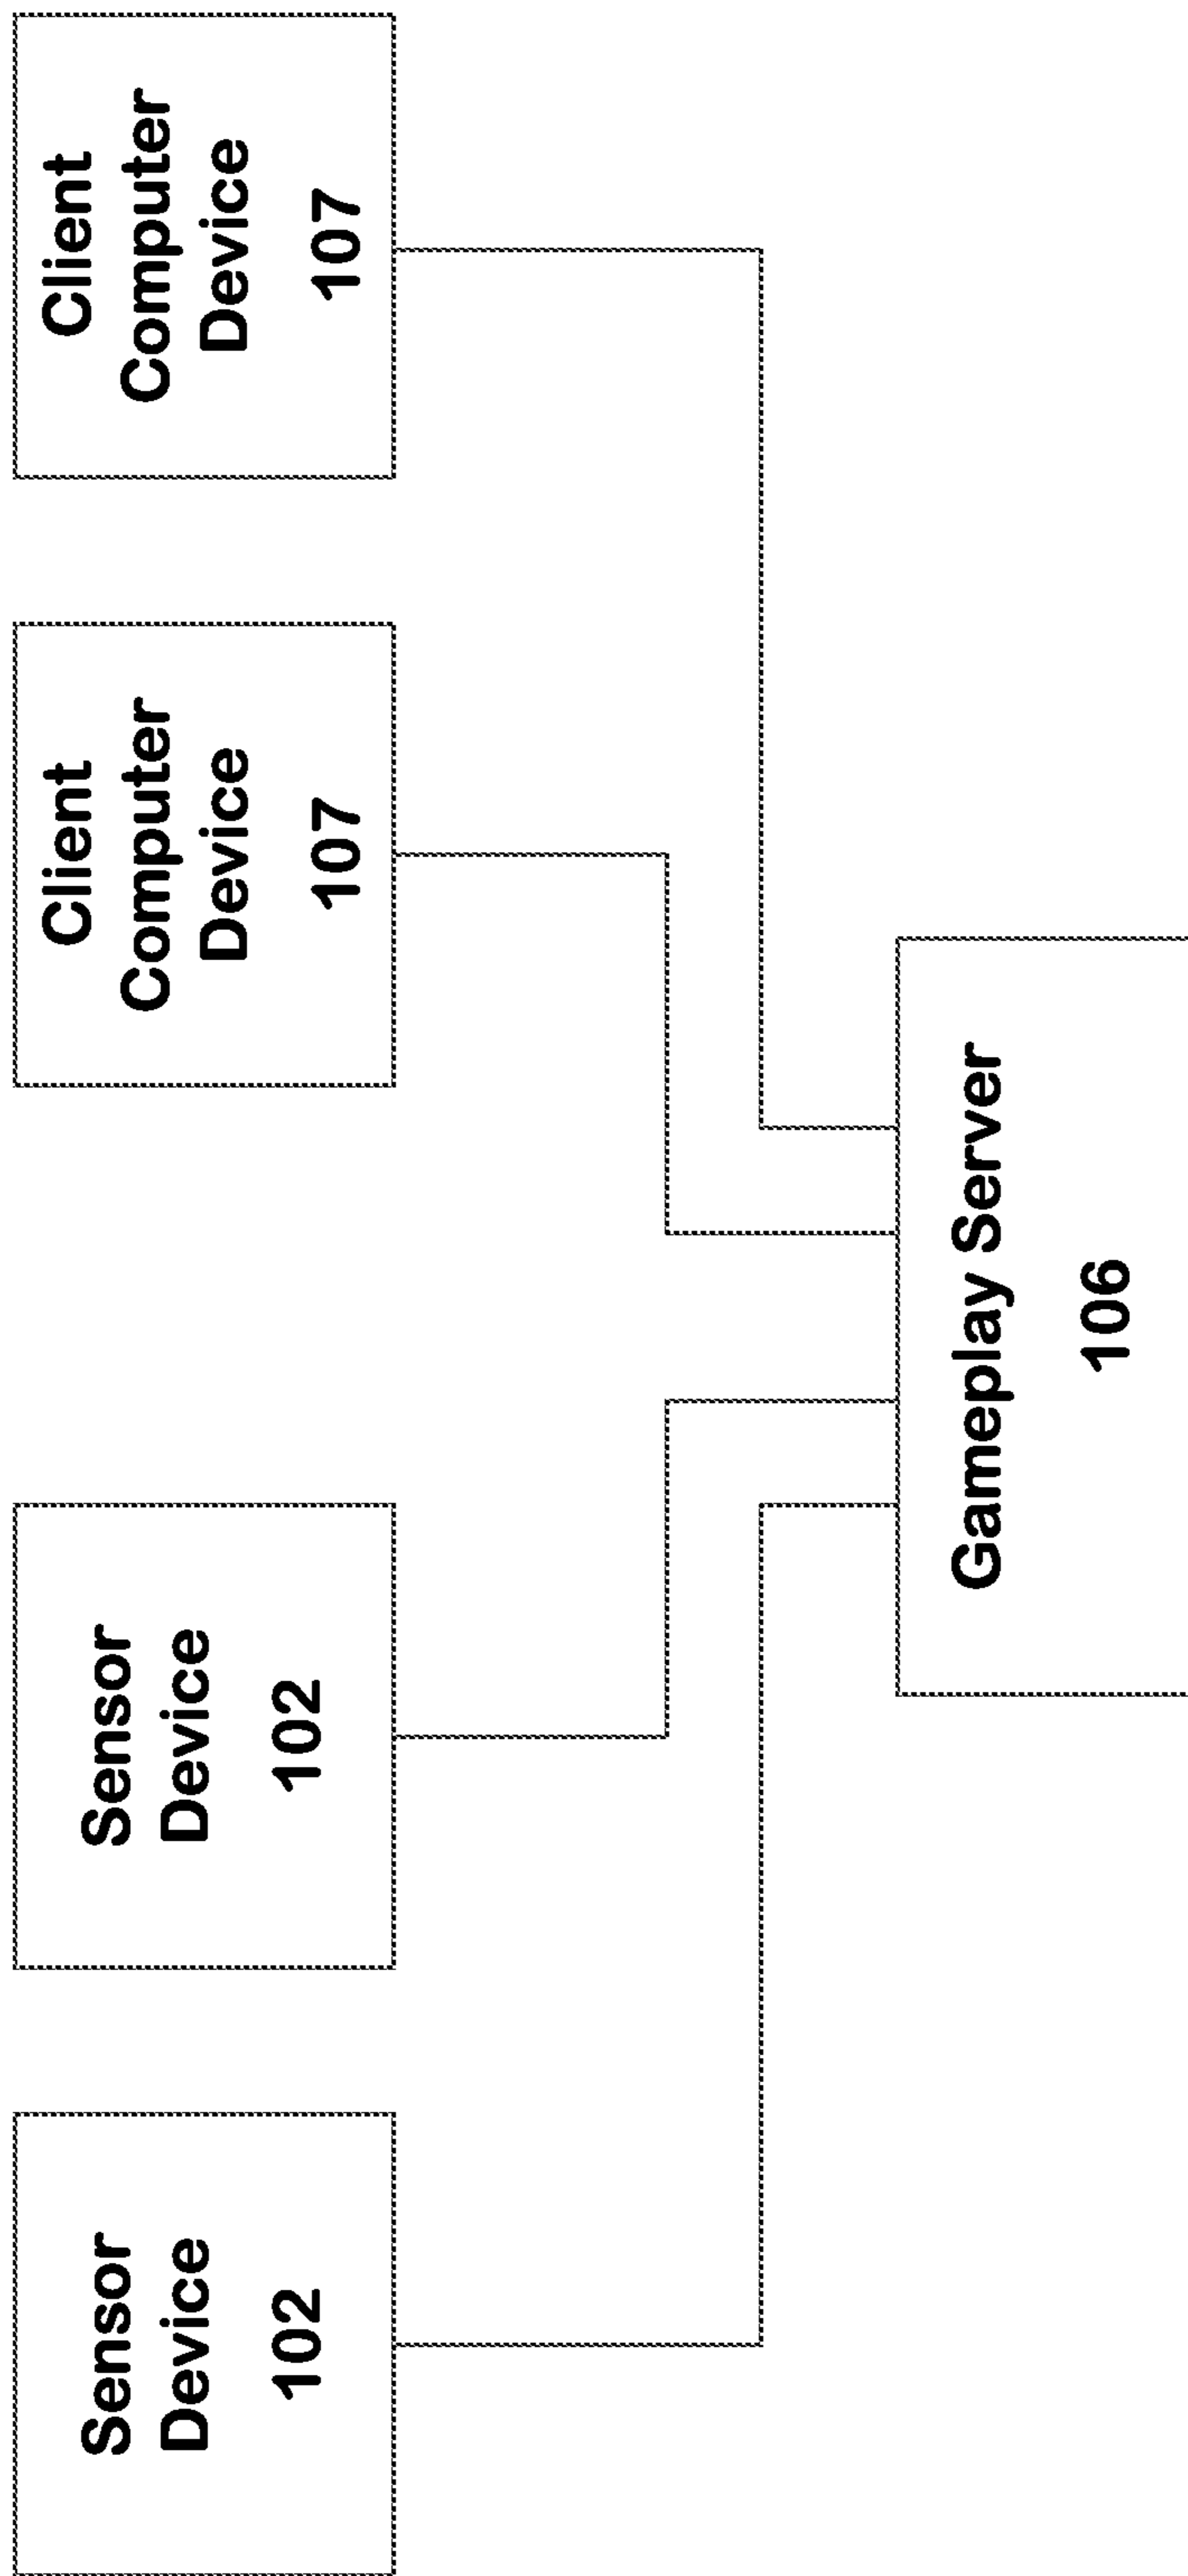 Sensor
Device
102
Sensor
Device
102
Client
Computer
Device
107
Client
Computer
Device
107
Gameplay Server
106